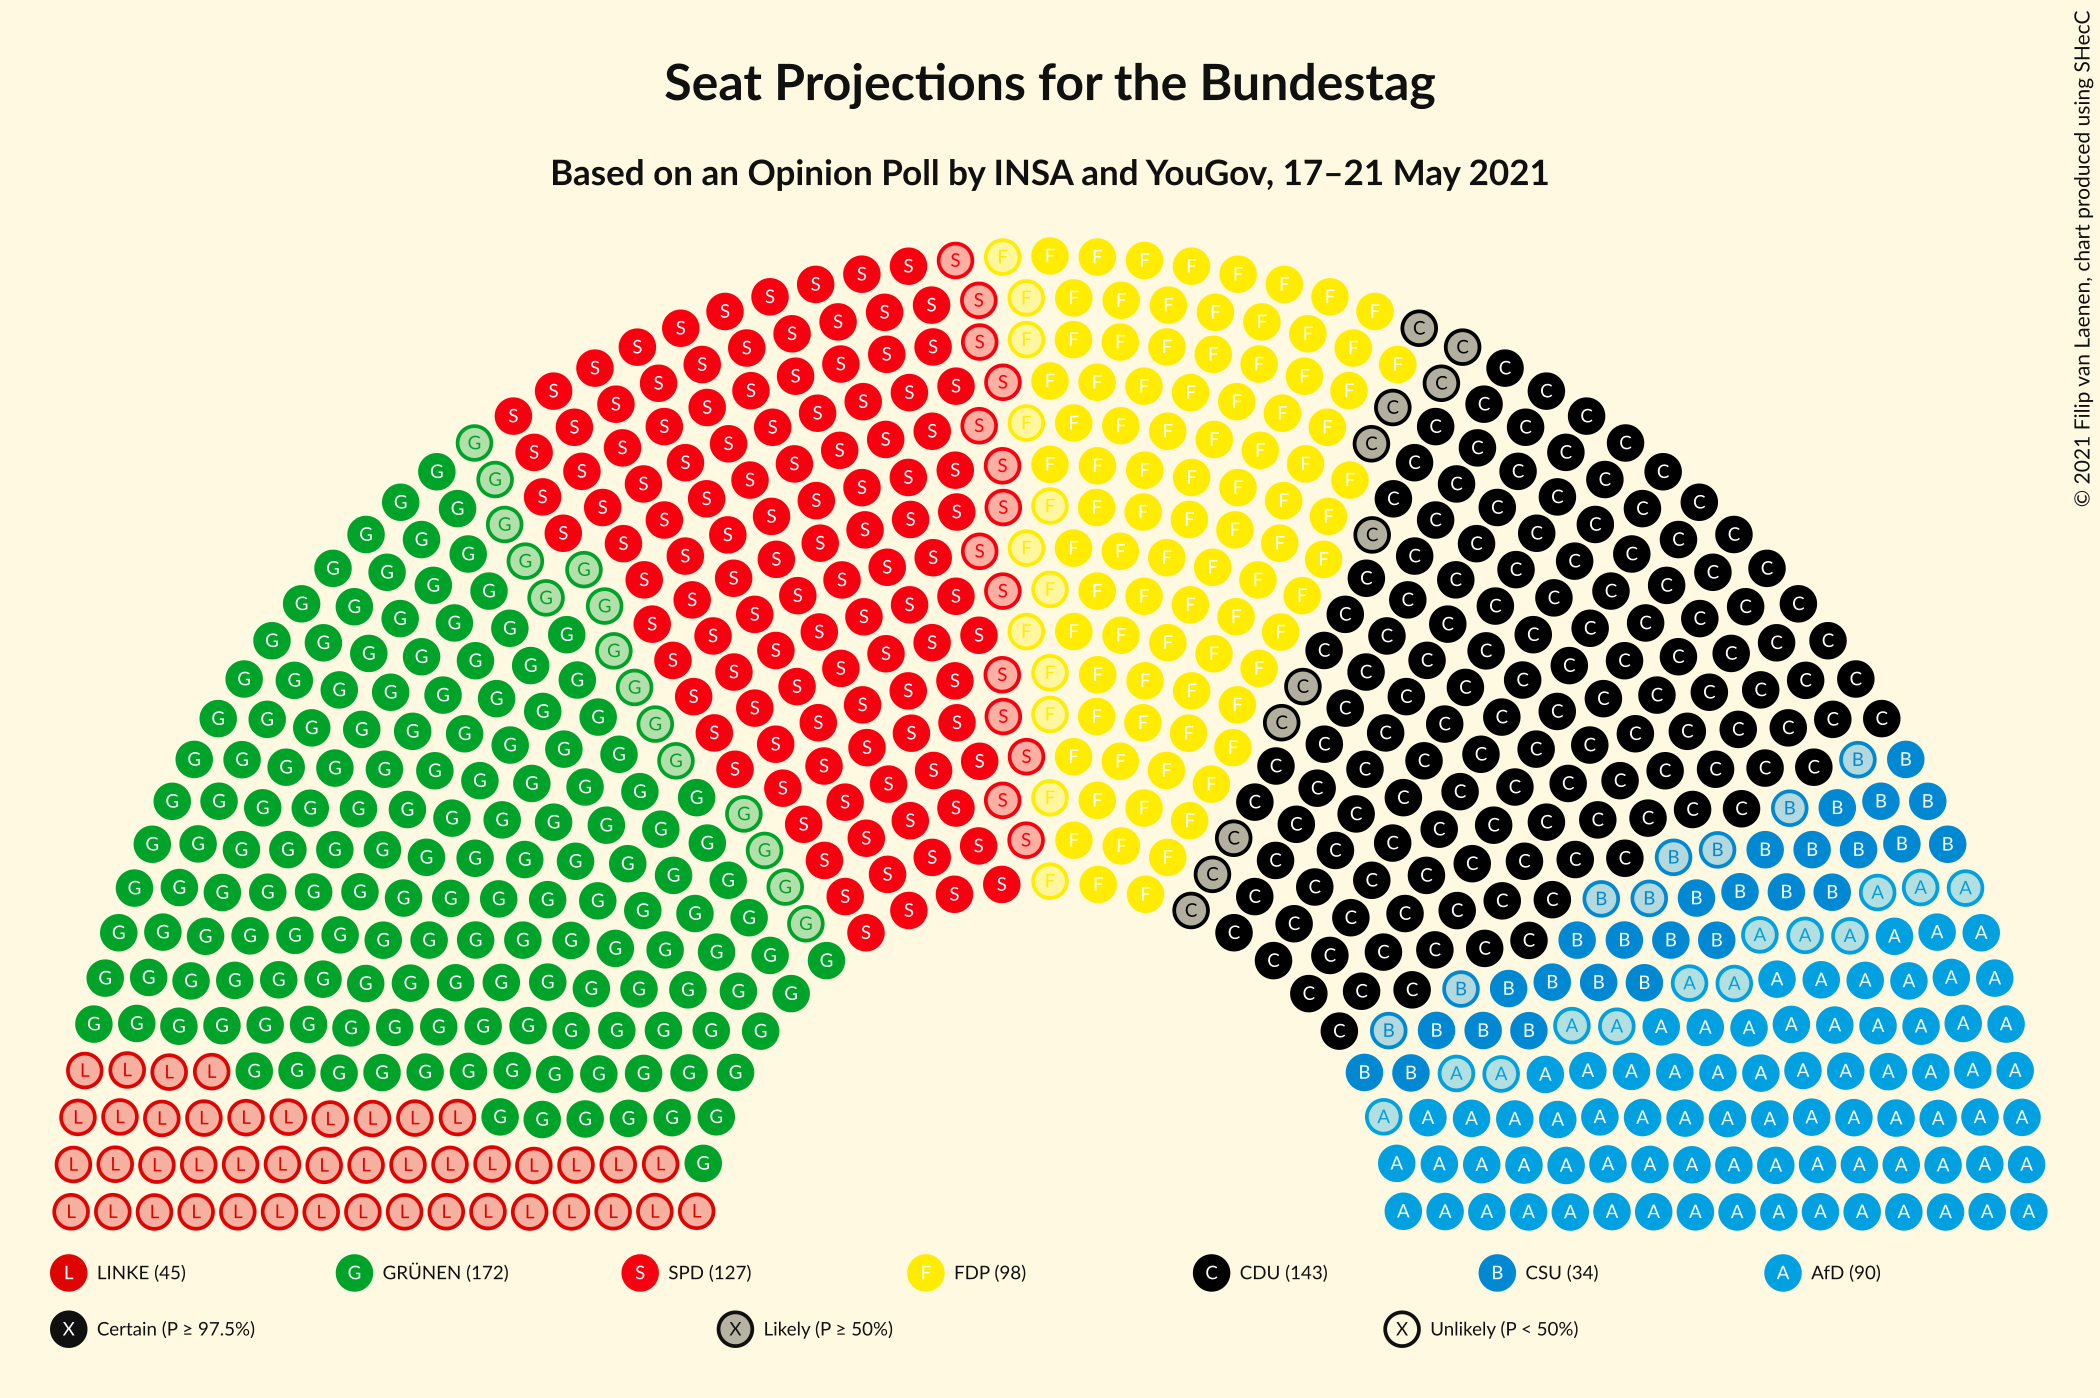 Seat Projections for the Bundestag
Based on an Opinion Poll by INSA and YouGov, 17–21 May 2021
© 2021 Filip van Laenen, chart produced using SHecC
L LINKE (45) G GRÜNEN (172) S SPD (127) F FDP (98) C CDU (143) B CSU (34) A AfD (90)
X Certain (P ≥ 97.5%) X Likely (P ≥ 50%) X Unlikely (P < 50%)